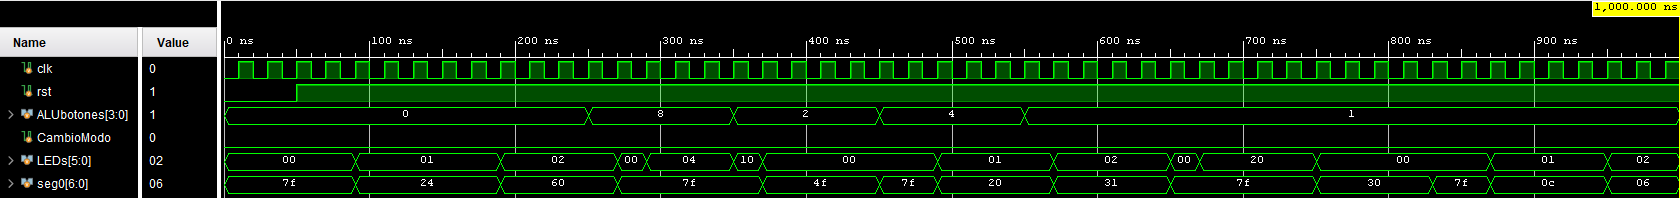 1,000.000 ns
Name Value 0 ns 100 ns 200 ns 300 ns 400 ns 500 ns 600 ns 700 ns 800 ns 900 ns
clk 0
rst 1
ALUbotones[3:0] 1 0 8 2 4 1
CambioModo 0
LEDs[5:0] 02 00 01 02 00 04 10 00 01 02 00 20 00 01 02
seg0[6:0] 06 7f 24 60 7f 4f 7f 20 31 7f 30 7f 0c 06